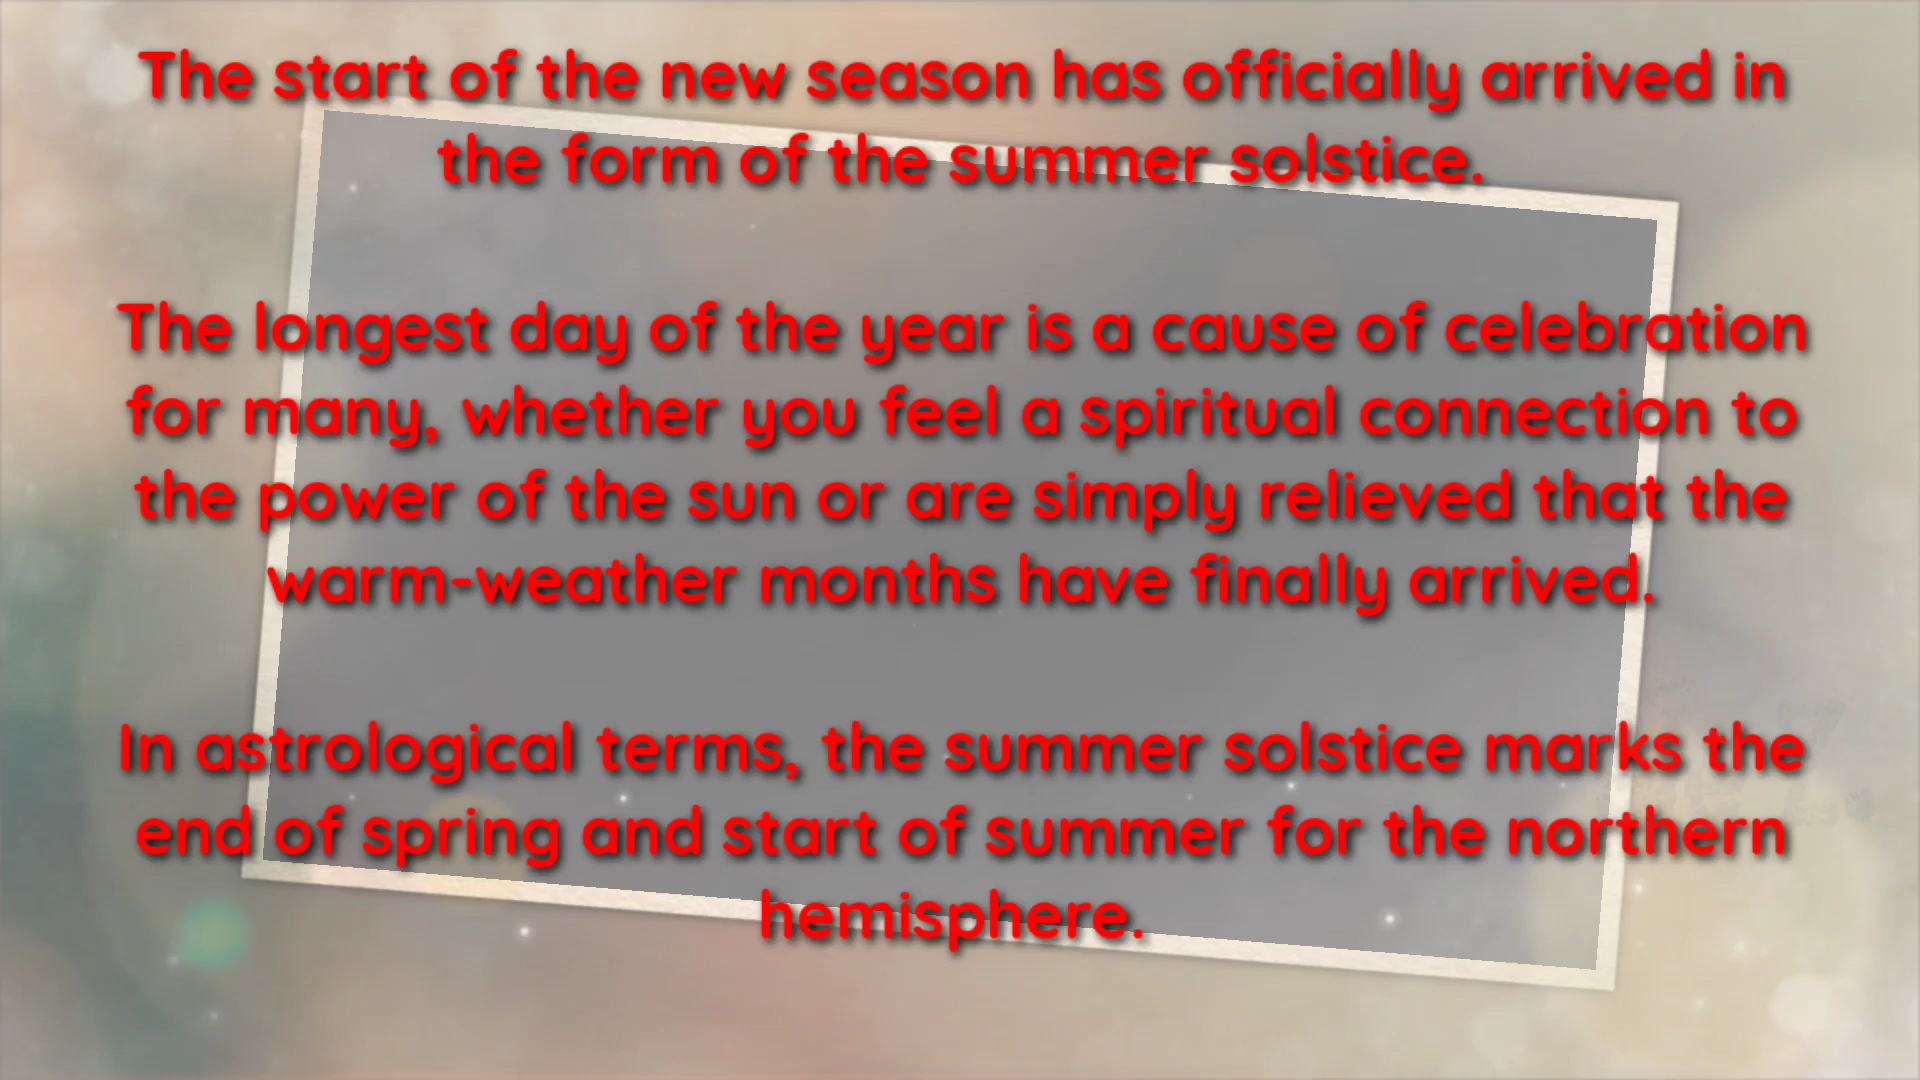 The start of the new season has officially arrived in
the form of the summer solstice.
The longest day of the year is a cause of celebration
for many, whether you feel a spiritual connection to
the power of the sun or are simply relieved that the
warm-weather months have finally arrived.
In astrological terms, the summer solstice marks the
end of spring and start of summer for the northern
hemisphere.